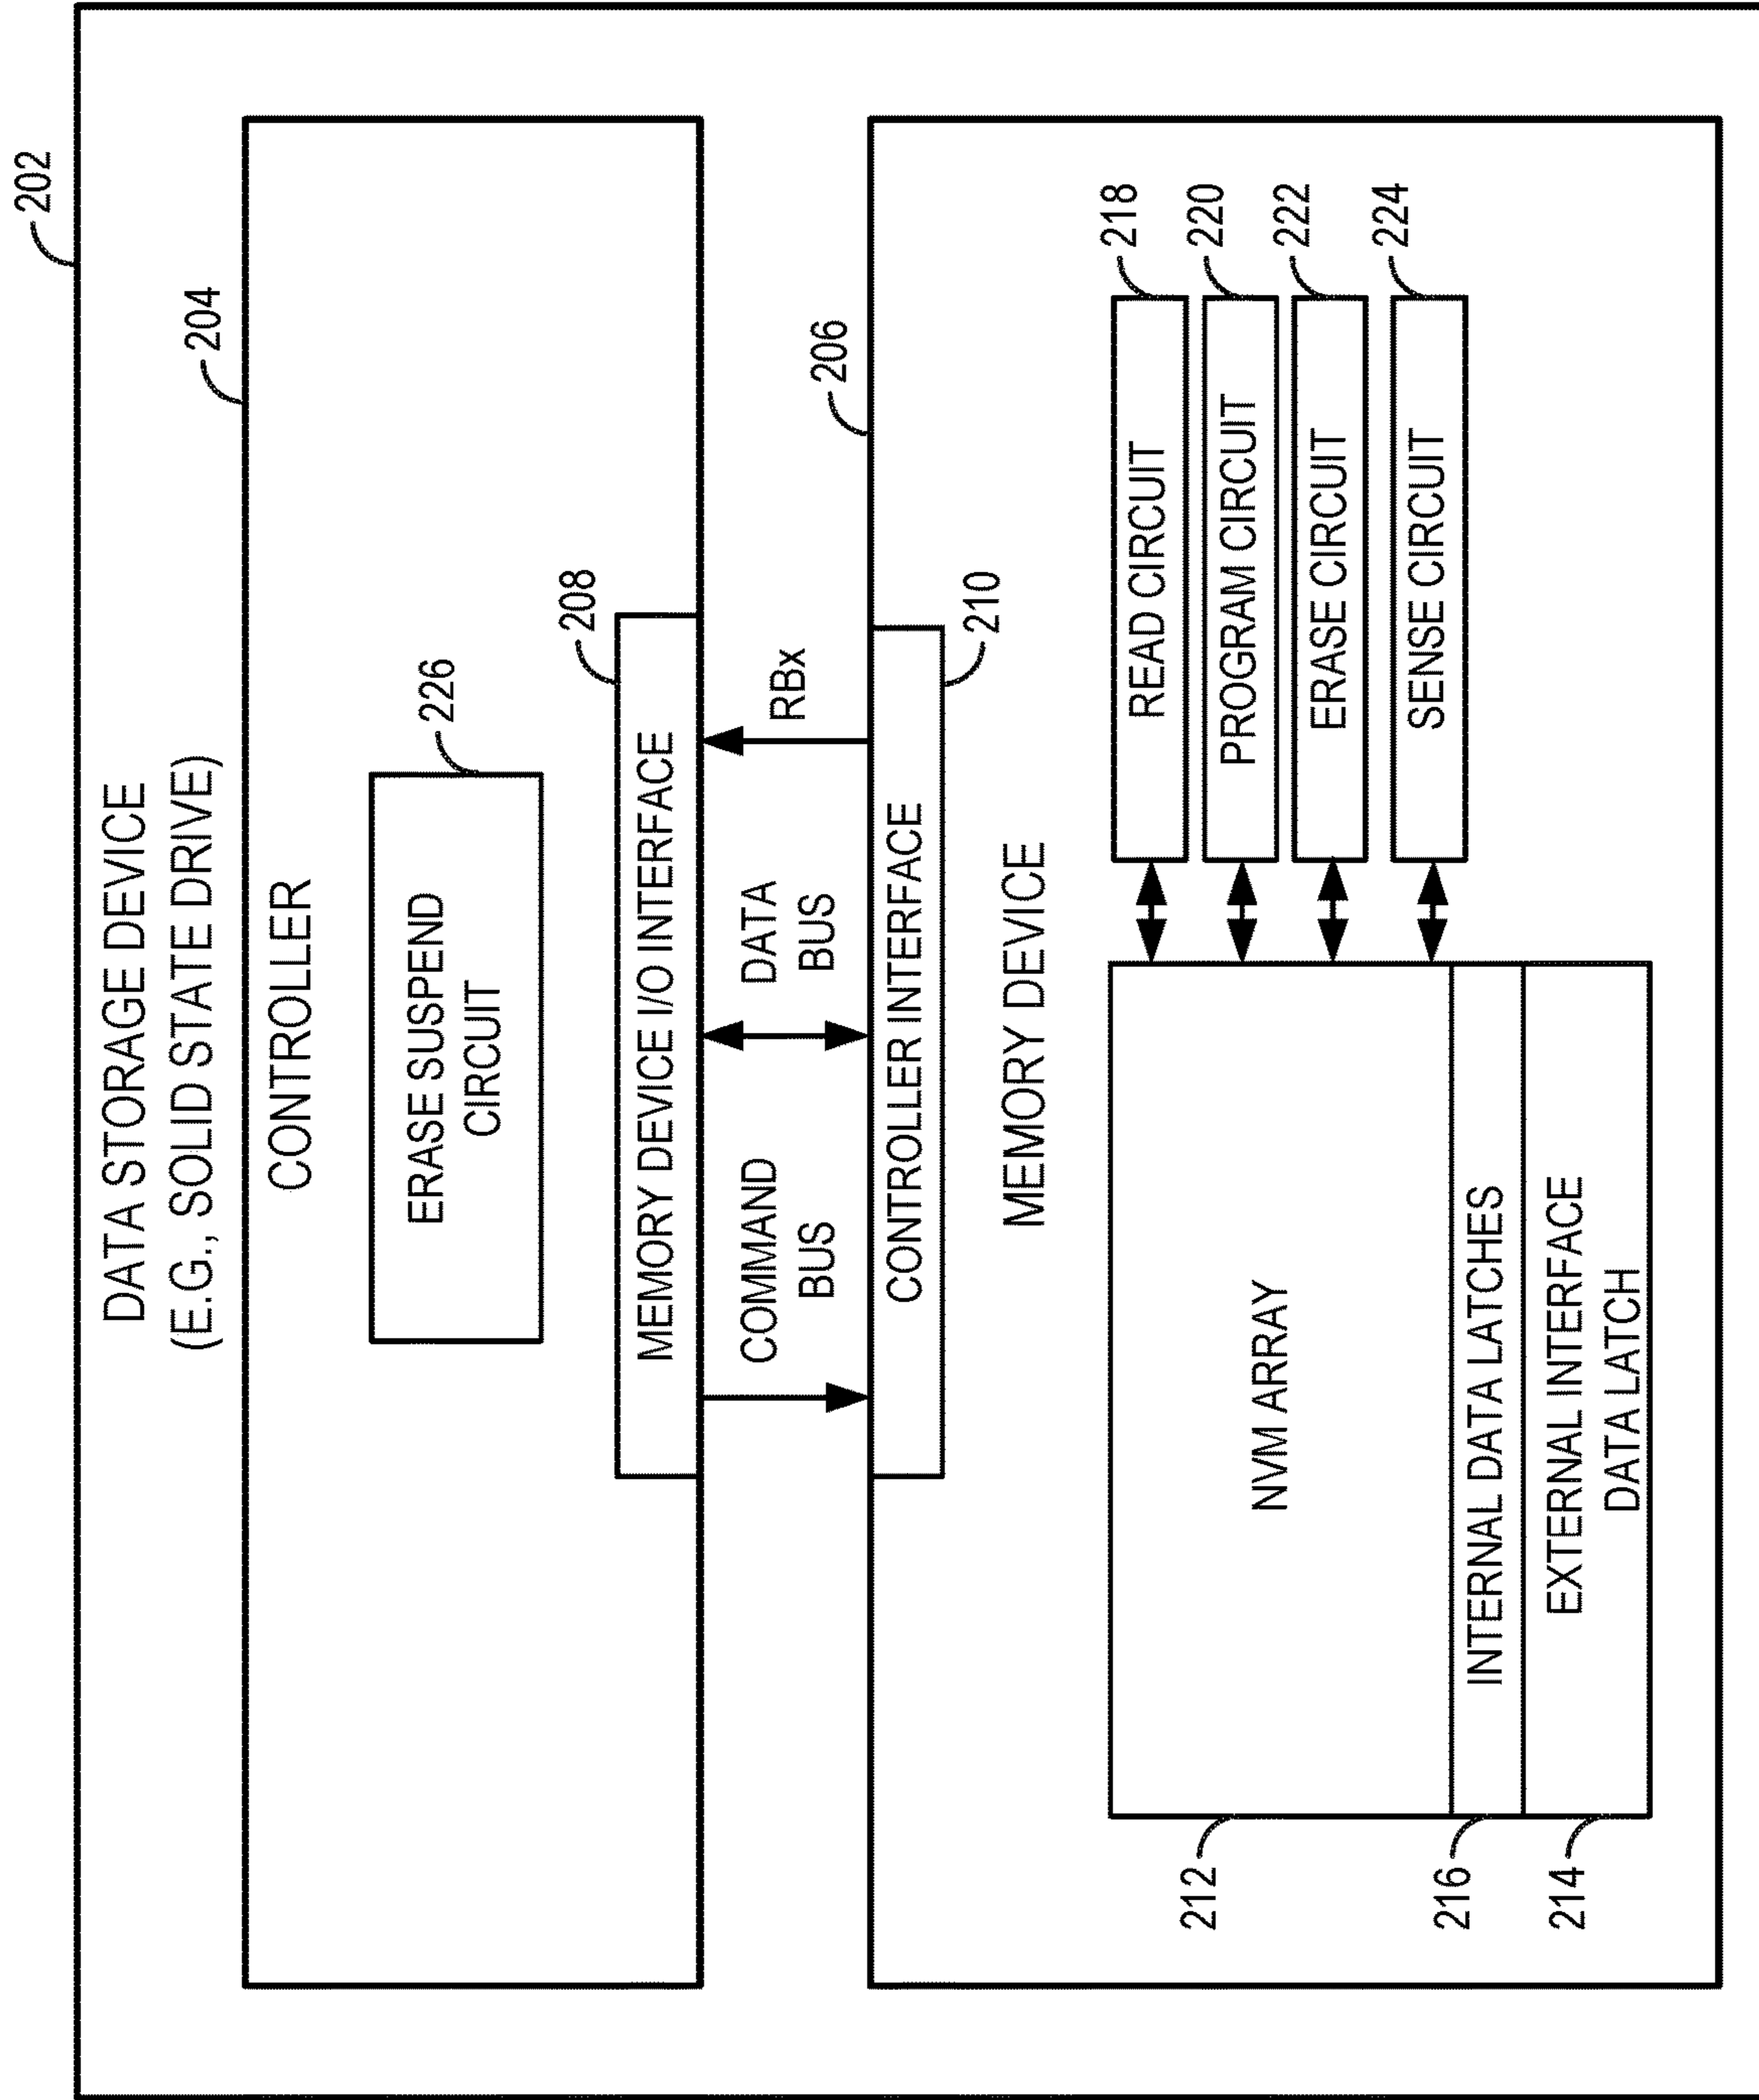 202
DATA STORAGE DEVICE
(E.G., SOLID STATE DRIVE)
204
CONTROLLER
226
ERASE SUSPEND
CIRCUIT
208
MEMORY DEVICE I/O INTERFACE
COMMAND
BUS
DATA
BUS
RBx
206
CONTROLLER INTERFACE
210
MEMORY DEVICE
212
NVM ARRAY
READ CIRCUIT
218
PROGRAM CIRCUIT
220
ERASE CIRCUIT
222
SENSE CIRCUIT
224
216
INTERNAL DATA LATCHES
214
EXTERNAL INTERFACE
DATA LATCH